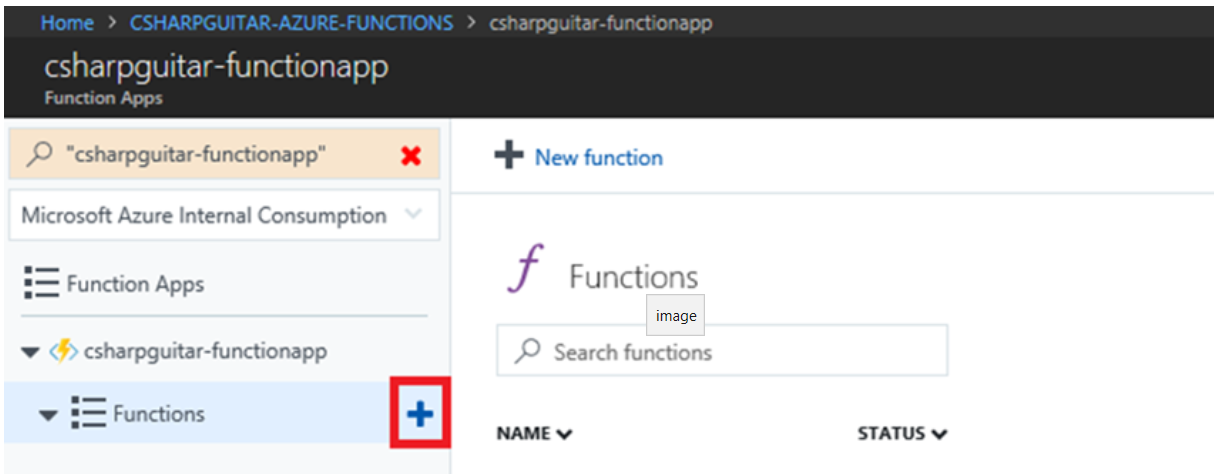 Home > CSHARPGUITAR-AZURE-FUNCTIONS > csharpguitar-functionapp
csharpguitar-functionapp
Function Apps
"csharpguitar-functionapp"
Microsoft Azure Internal Consumption
Function Apps
csharpguitar-functionapp
Functions
New function
Functions
image
Search functions
NAME STATUS